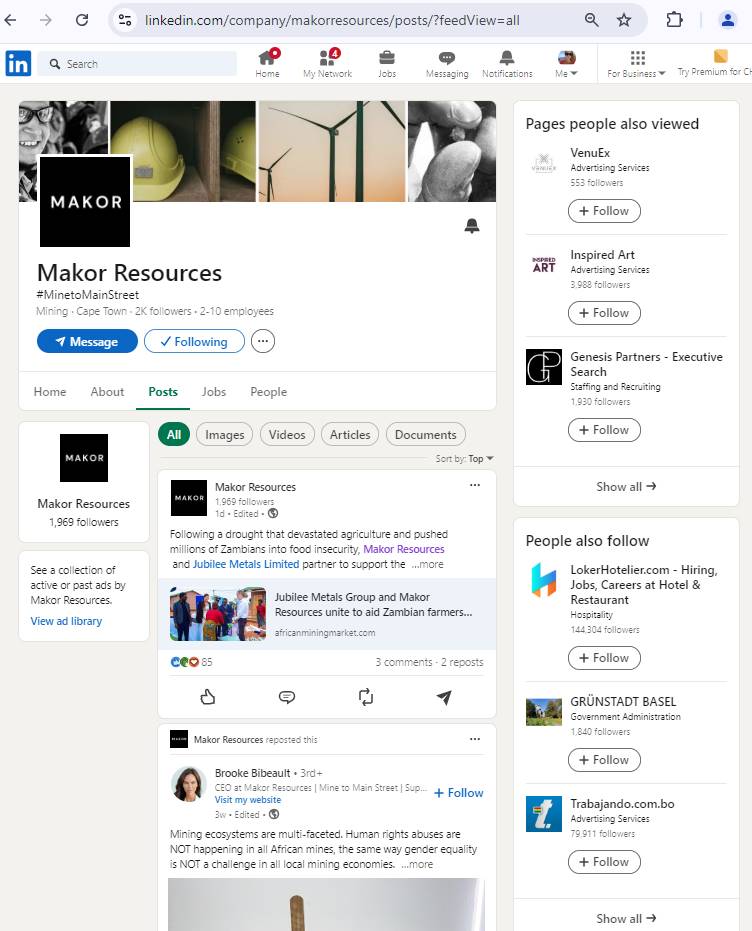 linkedin.com/company/makorresources/posts/?feedView=all
in
Search
Home
4
My Network
Jobs
Messaging
Notifications
Me
For Business
Try Premium for
MAKOR
Makor Resources
#MinetoMainStreet
Mining · Cape Town · 2K followers · 2-10 employees
Message
Following
Home
About
Posts
Jobs
People
MAKOR
Makor Resources
1,969 followers
See a collection of
active or past ads by
Makor Resources.
View ad library
All
Images
Videos
Articles
Documents
Sort by: Top
MAKOR
Makor Resources
1,969 followers
1d • Edited •
Following a drought that devastated agriculture and pushed
millions of Zambians into food insecurity, Makor Resources
and Jubilee Metals Limited partner to support the ...more
Jubilee Metals Group and Makor
Resources unite to aid Zambian farmers...
africanminingmarket.com
85
3 comments · 2 reposts
MAKOR
Makor Resources reposted this
Brooke Bibeault • 3rd+
CEO at Makor Resources | Mine to Main Street | Sup...
Visit my website
3w • Edited •
+ Follow
Mining ecosystems are multi-faceted. Human rights abuses are
NOT happening in all African mines, the same way gender equality
is NOT a challenge in all local mining economies. ...more
Pages people also viewed
VENUEX
VenuEx
Advertising Services
553 followers
+ Follow
INSPIRED
ART
Inspired Art
Advertising Services
3,988 followers
+ Follow
GP
Genesis Partners - Executive
Search
Staffing and Recruiting
1,930 followers
+ Follow
Show all →
People also follow
LokerHotelier.com - Hiring,
Jobs, Careers at Hotel &
Restaurant
Hospitality
144,304 followers
+ Follow
GRÜNSTADT BASEL
Government Administration
1,840 followers
+ Follow
Trabajando.com.bo
Advertising Services
79,911 followers
+ Follow
Show all →